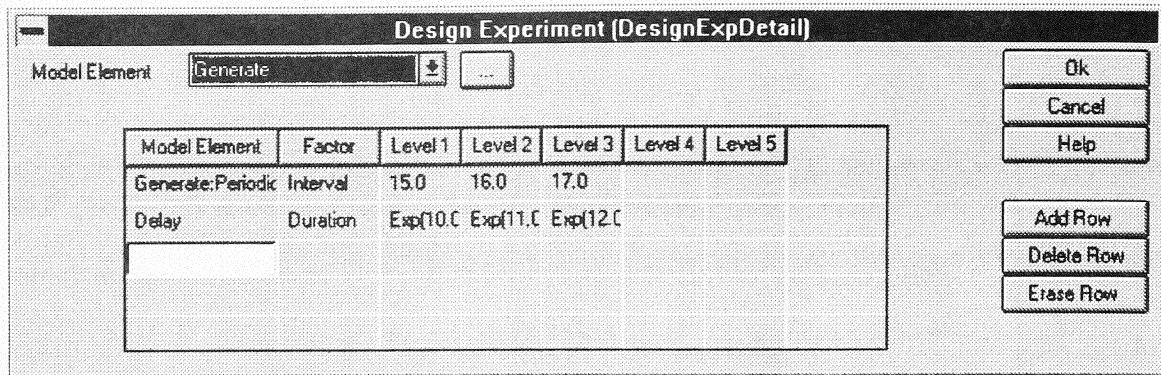 Design Experiment (DesignExpDetail)
Model Element Generate ... Ok
Cancel
Model Element Factor Level 1 Level 2 Level 3 Level 4 Level 5 Help
Generate:Periodic Interval 15.0 16.0 17.0
Delay Duration Exp(10.0 Exp(11.0 Exp(12.0 Add Row
Delete Row
Erase Row